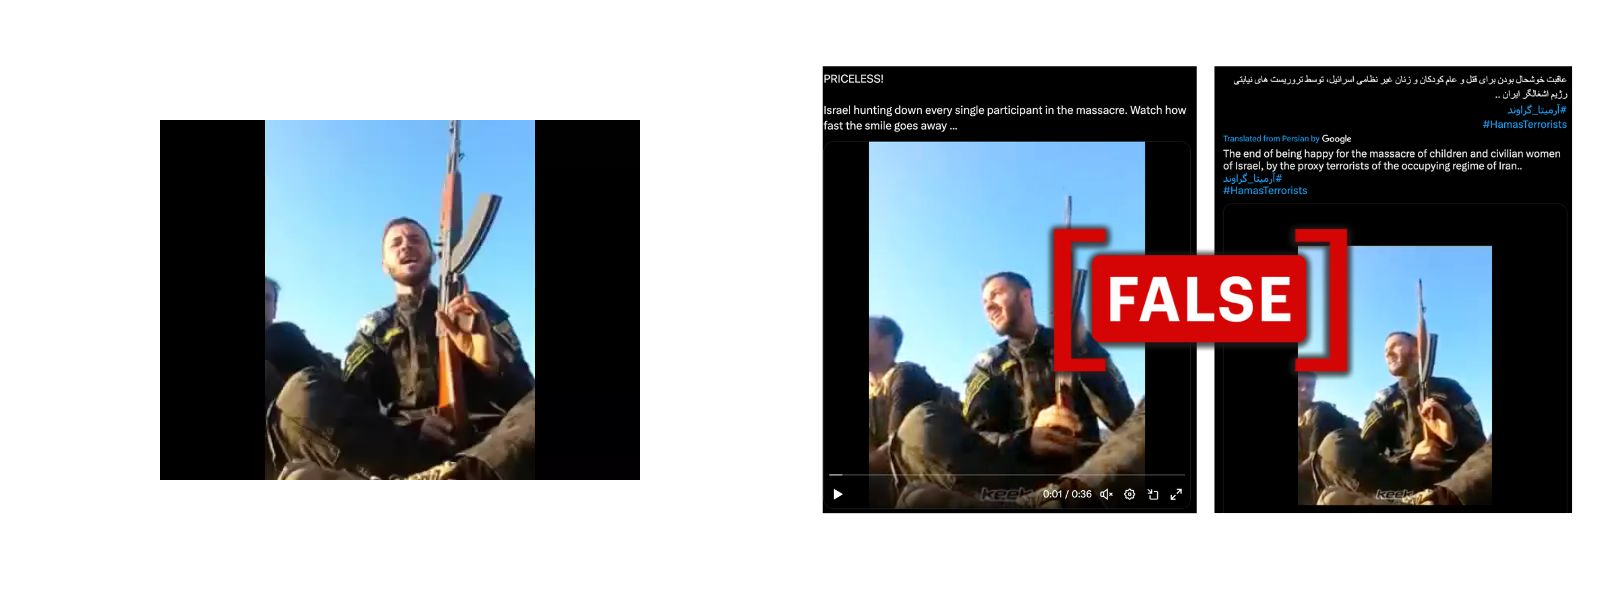 PRICELESS!
Israel hunting down every single participant in the massacre. Watch how
fast the smile goes away ...
keek
0:01 / 0:36
عاقبت خوشحال بودن برای قتل و عام کودکان و زنان غیر نظامی اسرائیل، توسط تروریست های نیابتی
رژیم اشغالگر ایران ..
#آرمیتا_گراوند
#HamasTerrorists
Translated from Persian by Google
The end of being happy for the massacre of children and civilian women
of Israel, by the proxy terrorists of the occupying regime of Iran..
#آرمیتا_گراوند
#HamasTerrorists
keek
FALSE